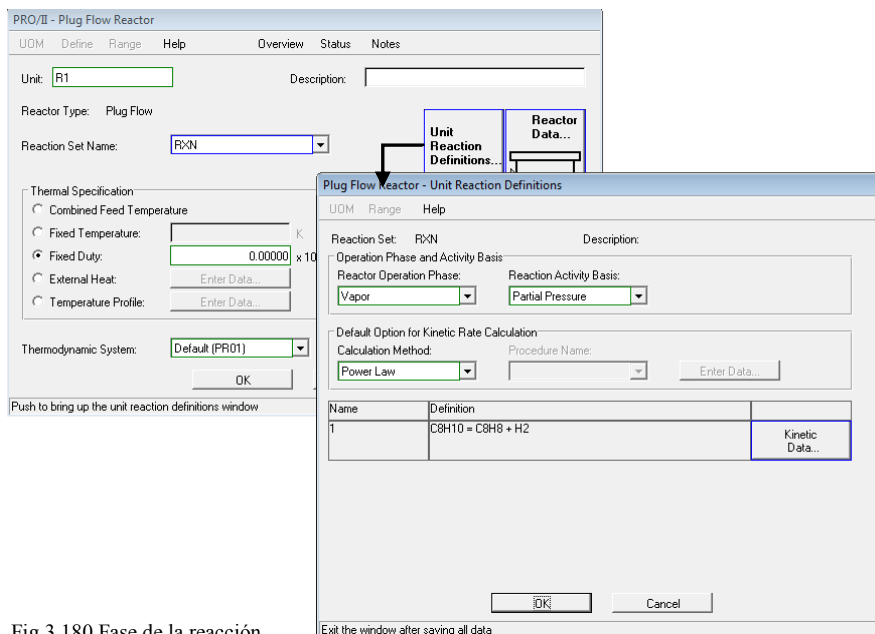 PRO/II - Plug Flow Reactor
UOM Define Range Help Overview Status Notes
Unit: R1 Description:
Reactor Type: Plug Flow
Reaction Set Name: RXN
Unit Reaction Definitions...
Reactor Data...
Thermal Specification
Combined Feed Temperature
Fixed Temperature: K
Fixed Duty: 0.00000 x 10
External Heat: Enter Data...
Temperature Profile: Enter Data...
Thermodynamic System: Default (PR01)
OK
Push to bring up the unit reaction definitions window
Plug Flow Reactor - Unit Reaction Definitions
UOM Range Help
Reaction Set: RXN Description:
Operation Phase and Activity Basis
Reactor Operation Phase: Reaction Activity Basis:
Vapor Partial Pressure
Default Option for Kinetic Rate Calculation
Calculation Method: Procedure Name:
Power Law Enter Data...
Name Definition
1 C8H10 = C8H8 + H2 Kinetic Data...
OK Cancel
Exit the window after saving all data
Fig 3.180 Fase de la reacción